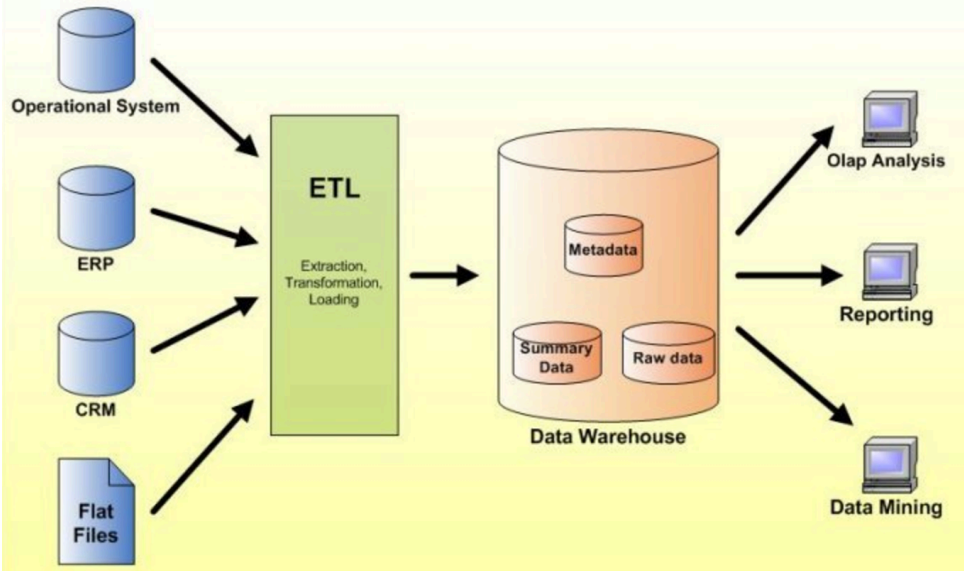 Operational System
ERP
CRM
Flat
Files
ETL
Extraction,
Transformation,
Loading
Metadata
Summary
Data
Raw data
Data Warehouse
Olap Analysis
Reporting
Data Mining